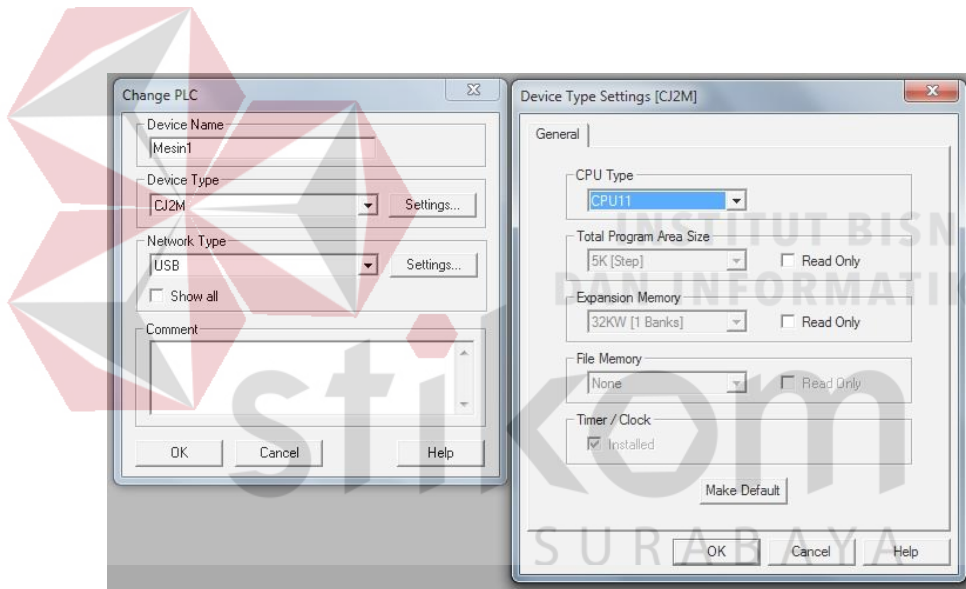 Change PLC
Device Name
Mesin1
Device Type
CJ2M
Settings...
Network Type
USB
Settings...
Show all
Comment
OK
Cancel
Help
Device Type Settings [CJ2M]
General
CPU Type
CPU11
Total Program Area Size
5K [Step]
Read Only
Expansion Memory
32KW [1 Banks]
Read Only
File Memory
None
Read Only
Timer / Clock
Installed
Make Default
OK
Cancel
Help
INSTITUT BISN
DAN INFORMATIK
stikom
SURABAYA